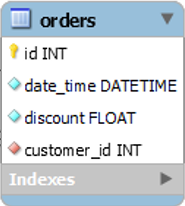 orders
id INT
date_time DATETIME
discount FLOAT
customer_id INT
Indexes